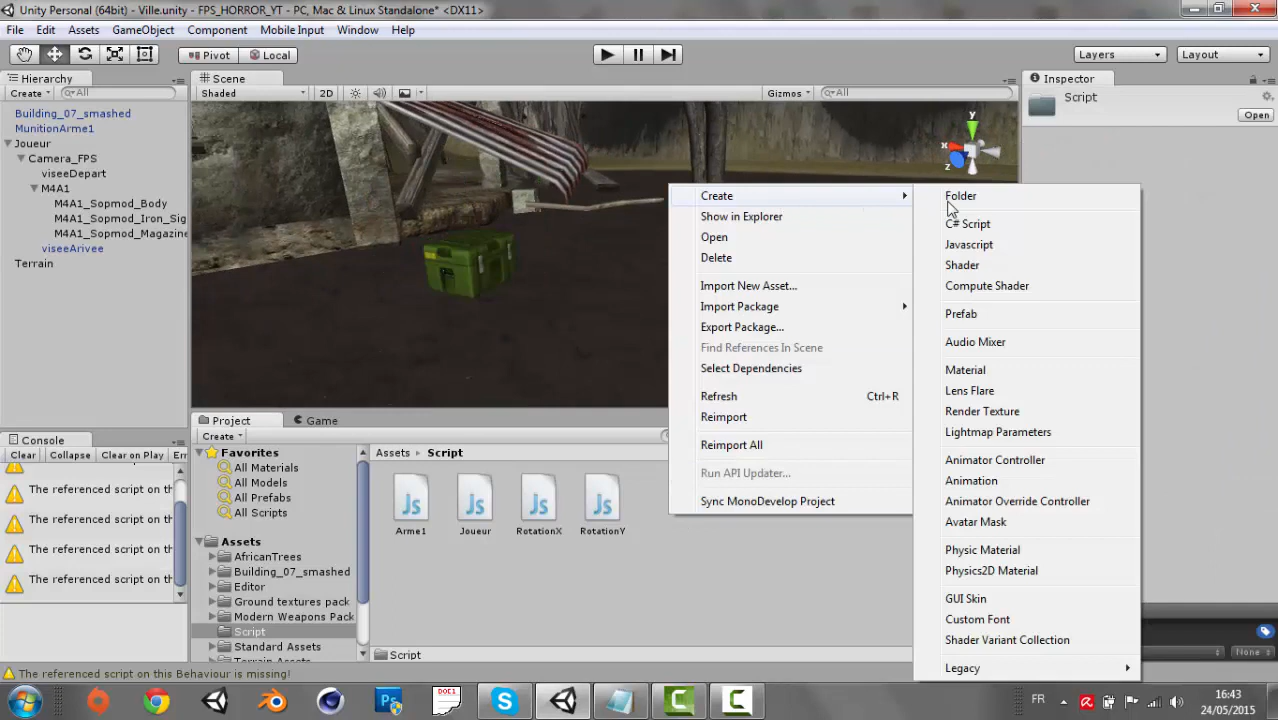 Unity Personal (64bit) - Ville.unity - FPS_HORROR_YT - PC, Mac & Linux Standalone* <DX11>
File Edit Assets GameObject Component Mobile Input Window Help
Pivot Local Layers Layout
Hierarchy
Create All
Building_07_smashed
MunitionArme1
Joueur
Camera_FPS
viseeDepart
M4A1
M4A1_Sopmod_Body
M4A1_Sopmod_Iron_Sig
M4A1_Sopmod_Magazine
viseeArivee
Terrain
Scene
Shaded 2D Gizmos All
y
x
z
Inspector
Script
Open
Create
Show in Explorer
Open
Delete
Import New Asset...
Import Package
Export Package...
Find References In Scene
Select Dependencies
Refresh Ctrl+R
Reimport
Reimport All
Run API Updater...
Sync MonoDevelop Project
Folder
C# Script
Javascript
Shader
Compute Shader
Prefab
Audio Mixer
Material
Lens Flare
Render Texture
Lightmap Parameters
Animator Controller
Animation
Animator Override Controller
Avatar Mask
Physic Material
Physics2D Material
GUI Skin
Custom Font
Shader Variant Collection
Legacy
Console
Clear Collapse Clear on Play Er
The referenced script on th
The referenced script on th
The referenced script on th
The referenced script on th
Project Game
Create
Favorites
All Materials
All Models
All Prefabs
All Scripts
Assets
AfricanTrees
Building_07_smashed
Editor
Ground textures pack
Modern Weapons Pack
Script
Standard Assets
Assets Script
Js Js Js Js
Arme1 Joueur RotationX RotationY
Script
None
The referenced script on this Behaviour is missing!
DOC1
FR
16:43
24/05/2015